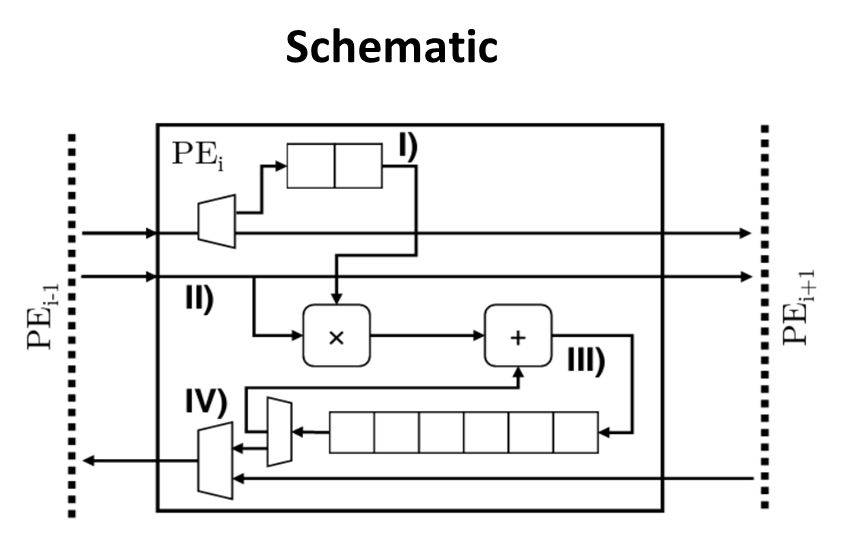 Schematic
PEᵢ
I)
PEᵢ₋₁
II)
×
+
III)
PEᵢ₊₁
IV)